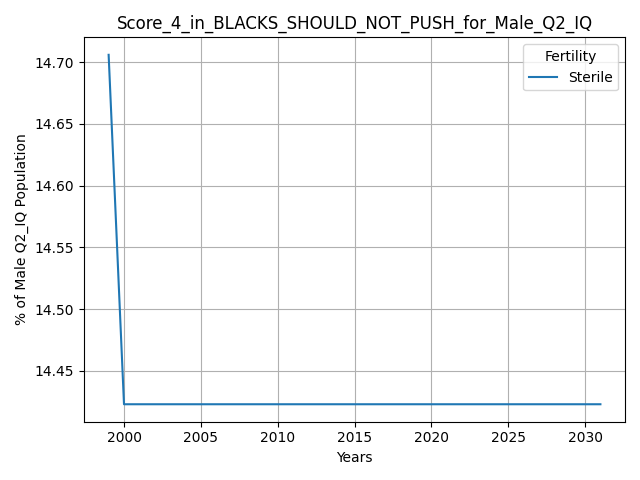 Score_4_in_BLACKS_SHOULD_NOT_PUSH_for_Male_Q2_IQ
Fertility
Sterile
14.70
14.65
14.60
14.55
14.50
14.45
% of Male Q2_IQ Population
2000 2005 2010 2015 2020 2025 2030
Years